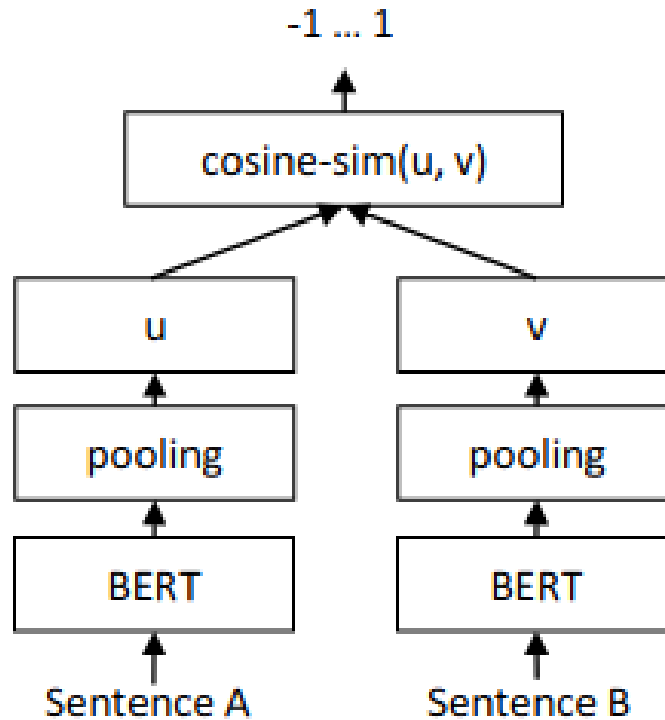 -1 … 1
cosine-sim(u, v)
u
v
pooling
pooling
BERT
BERT
Sentence A
Sentence B